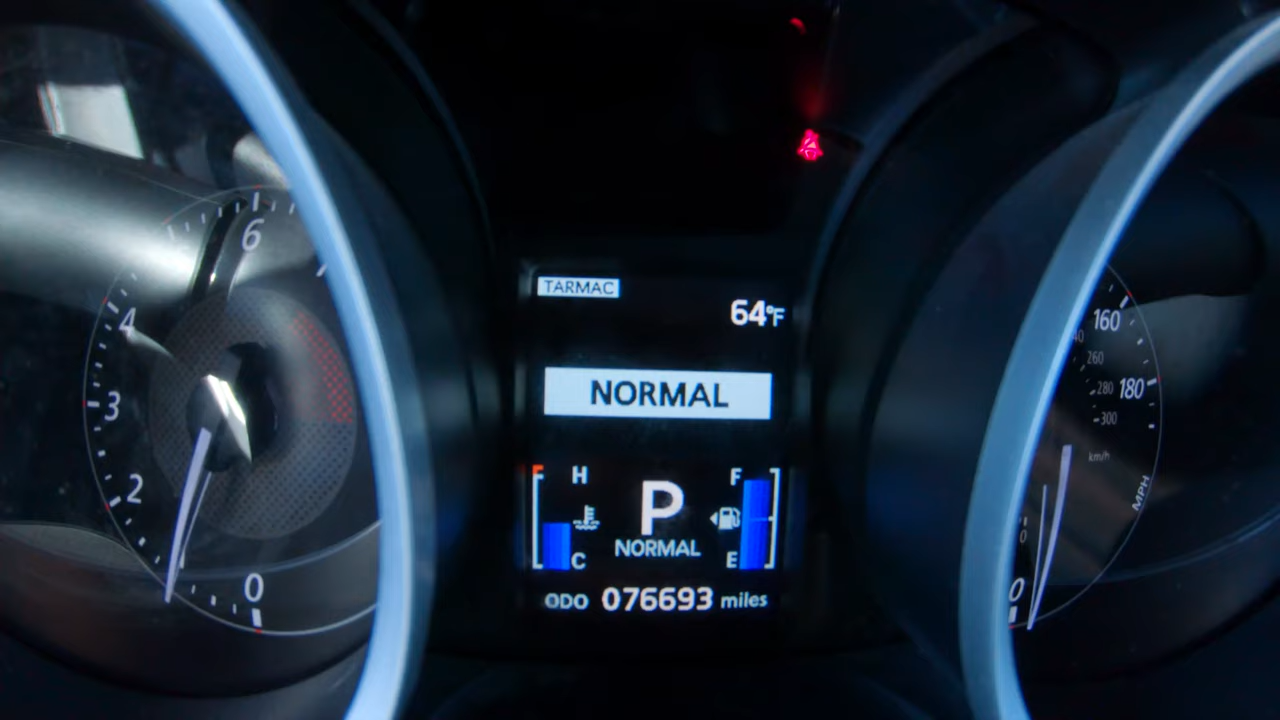 TARMAC
64°F
NORMAL
H
F
P
NORMAL
C
E
ODO 076693 miles
6
4
3
2
0
160
260
280
180
300
km/h
MPH
0
0